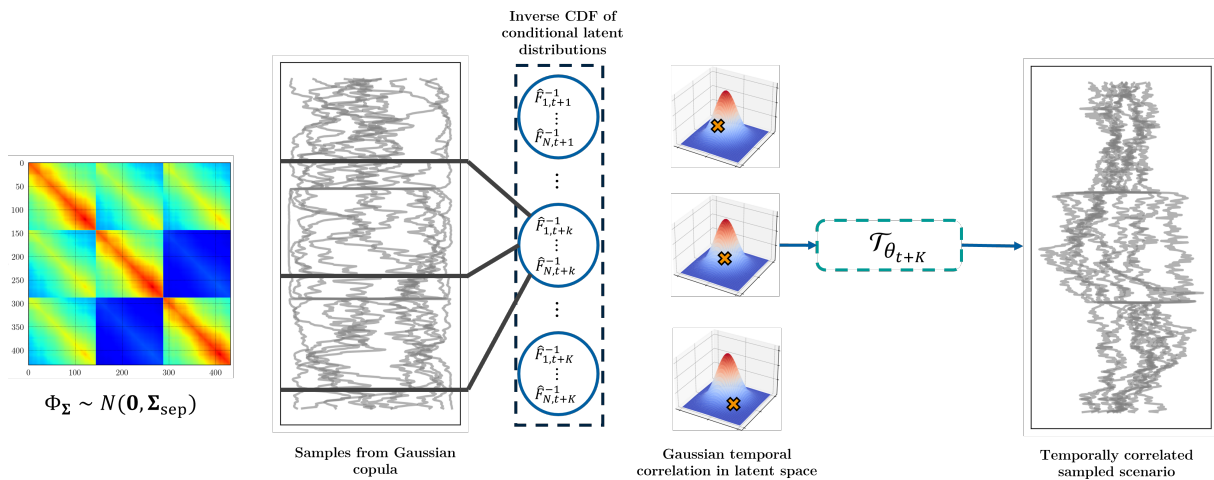 Inverse CDF of
conditional latent
distributions
0
50
100
150
200
250
300
350
400
0
100
200
300
400
Φ_Σ ~ N(0, Σ_sep)
F̂⁻¹_{1,t+1}
⋮
F̂⁻¹_{N,t+1}
⋮
F̂⁻¹_{1,t+k}
⋮
F̂⁻¹_{N,t+k}
⋮
F̂⁻¹_{1,t+K}
⋮
F̂⁻¹_{N,t+K}
𝒯_{θ_{t+K}}
Samples from Gaussian
copula
Gaussian temporal
correlation in latent space
Temporally correlated
sampled scenario